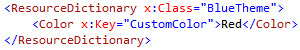 <ResourceDictionary x:Class="BlueTheme">
    <Color x:Key="CustomColor">Red</Color>
</ResourceDictionary>